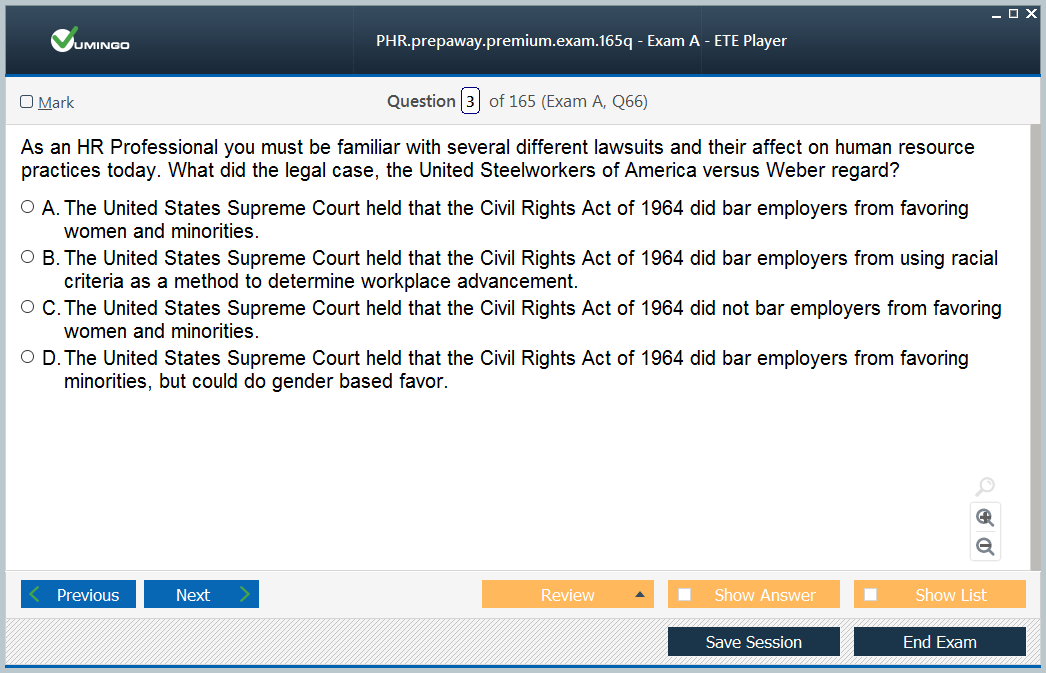 VUMINGO
PHR.prepaway.premium.exam.165q - Exam A - ETE Player
Mark
Question 3 of 165 (Exam A, Q66)
As an HR Professional you must be familiar with several different lawsuits and their affect on human resource
practices today. What did the legal case, the United Steelworkers of America versus Weber regard?
A. The United States Supreme Court held that the Civil Rights Act of 1964 did bar employers from favoring
women and minorities.
B. The United States Supreme Court held that the Civil Rights Act of 1964 did bar employers from using racial
criteria as a method to determine workplace advancement.
C. The United States Supreme Court held that the Civil Rights Act of 1964 did not bar employers from favoring
women and minorities.
D. The United States Supreme Court held that the Civil Rights Act of 1964 did bar employers from favoring
minorities, but could do gender based favor.
Previous
Next
Review
Show Answer
Show List
Save Session
End Exam